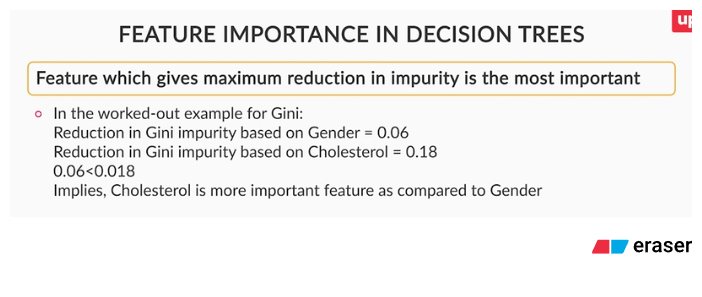 FEATURE IMPORTANCE IN DECISION TREES
up
Feature which gives maximum reduction in impurity is the most important
In the worked-out example for Gini:
Reduction in Gini impurity based on Gender = 0.06
Reduction in Gini impurity based on Cholesterol = 0.18
0.06<0.018
Implies, Cholesterol is more important feature as compared to Gender
eraser